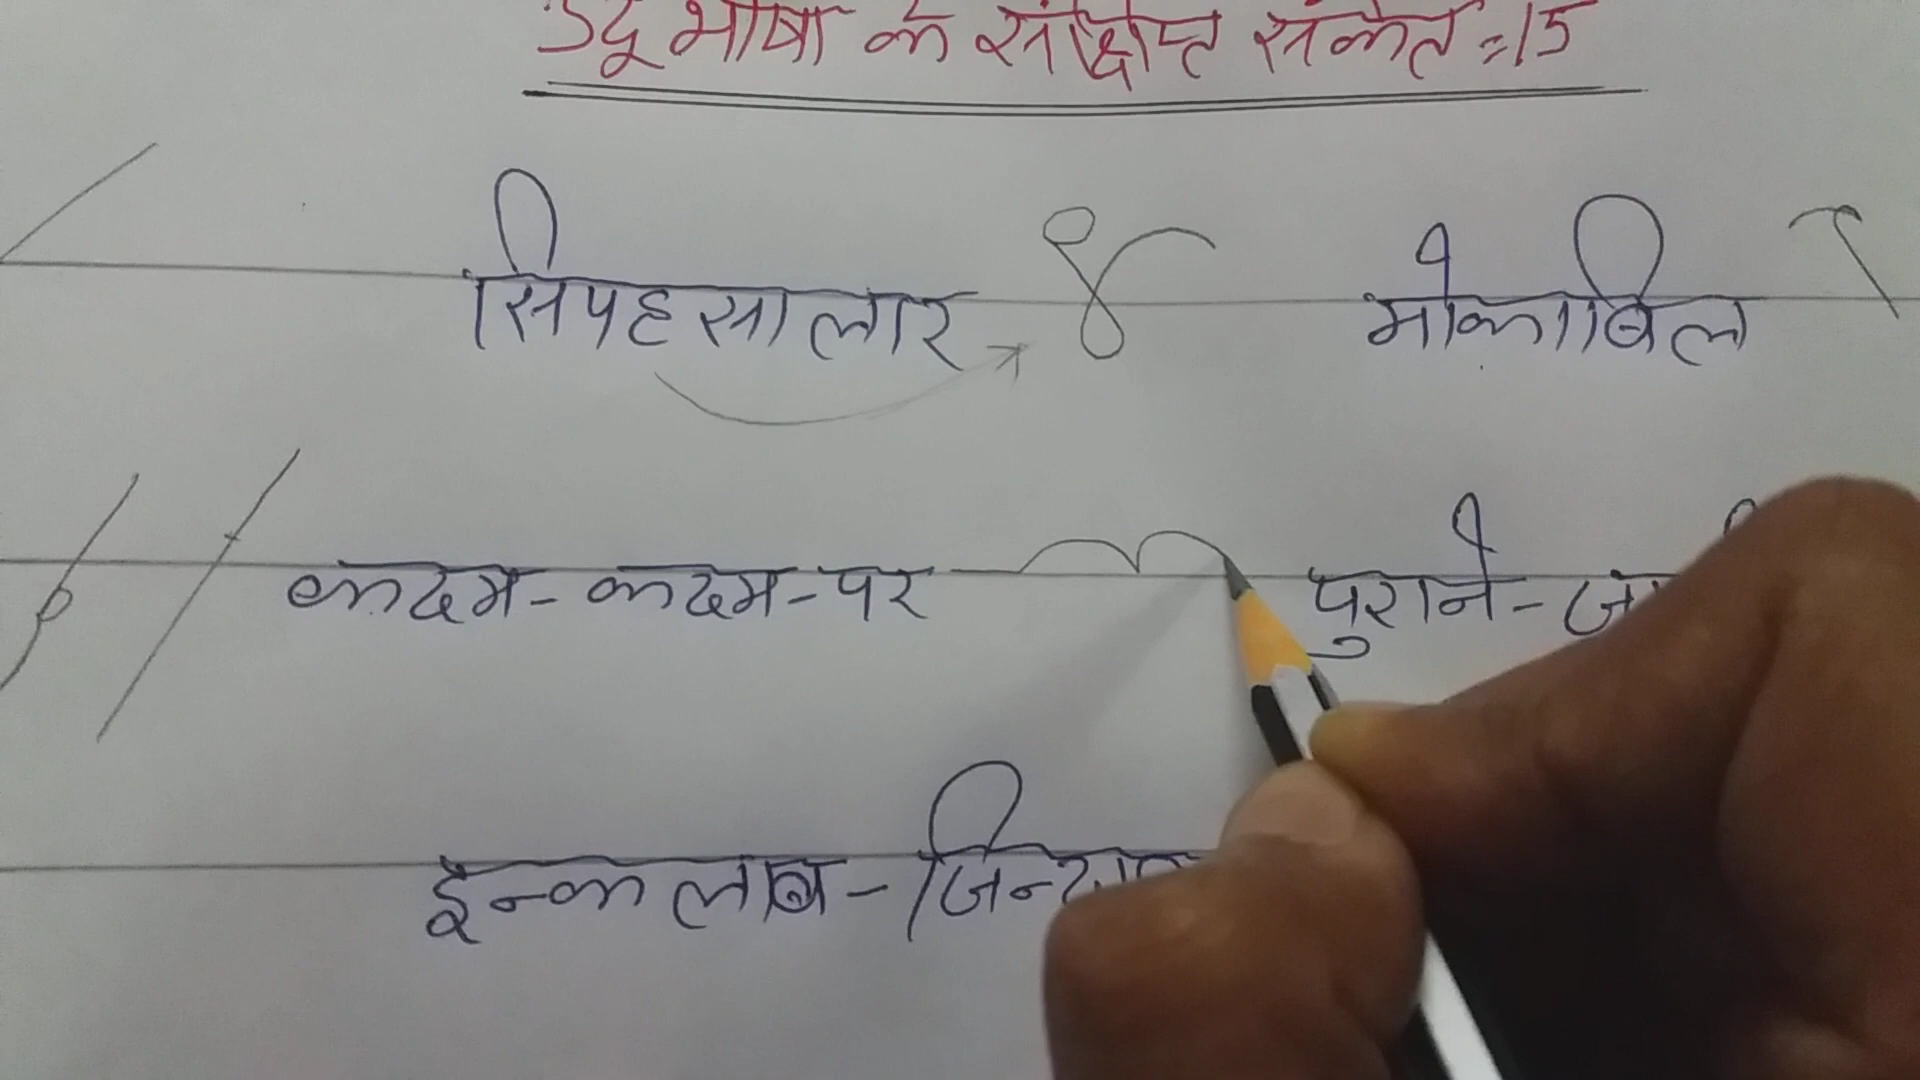 उर्दू भाषा के संक्षिप्त संकेत =15
सिपहसालार मोकाबिल
कदम-कदम-पर पुराने-
इन्कलाब-